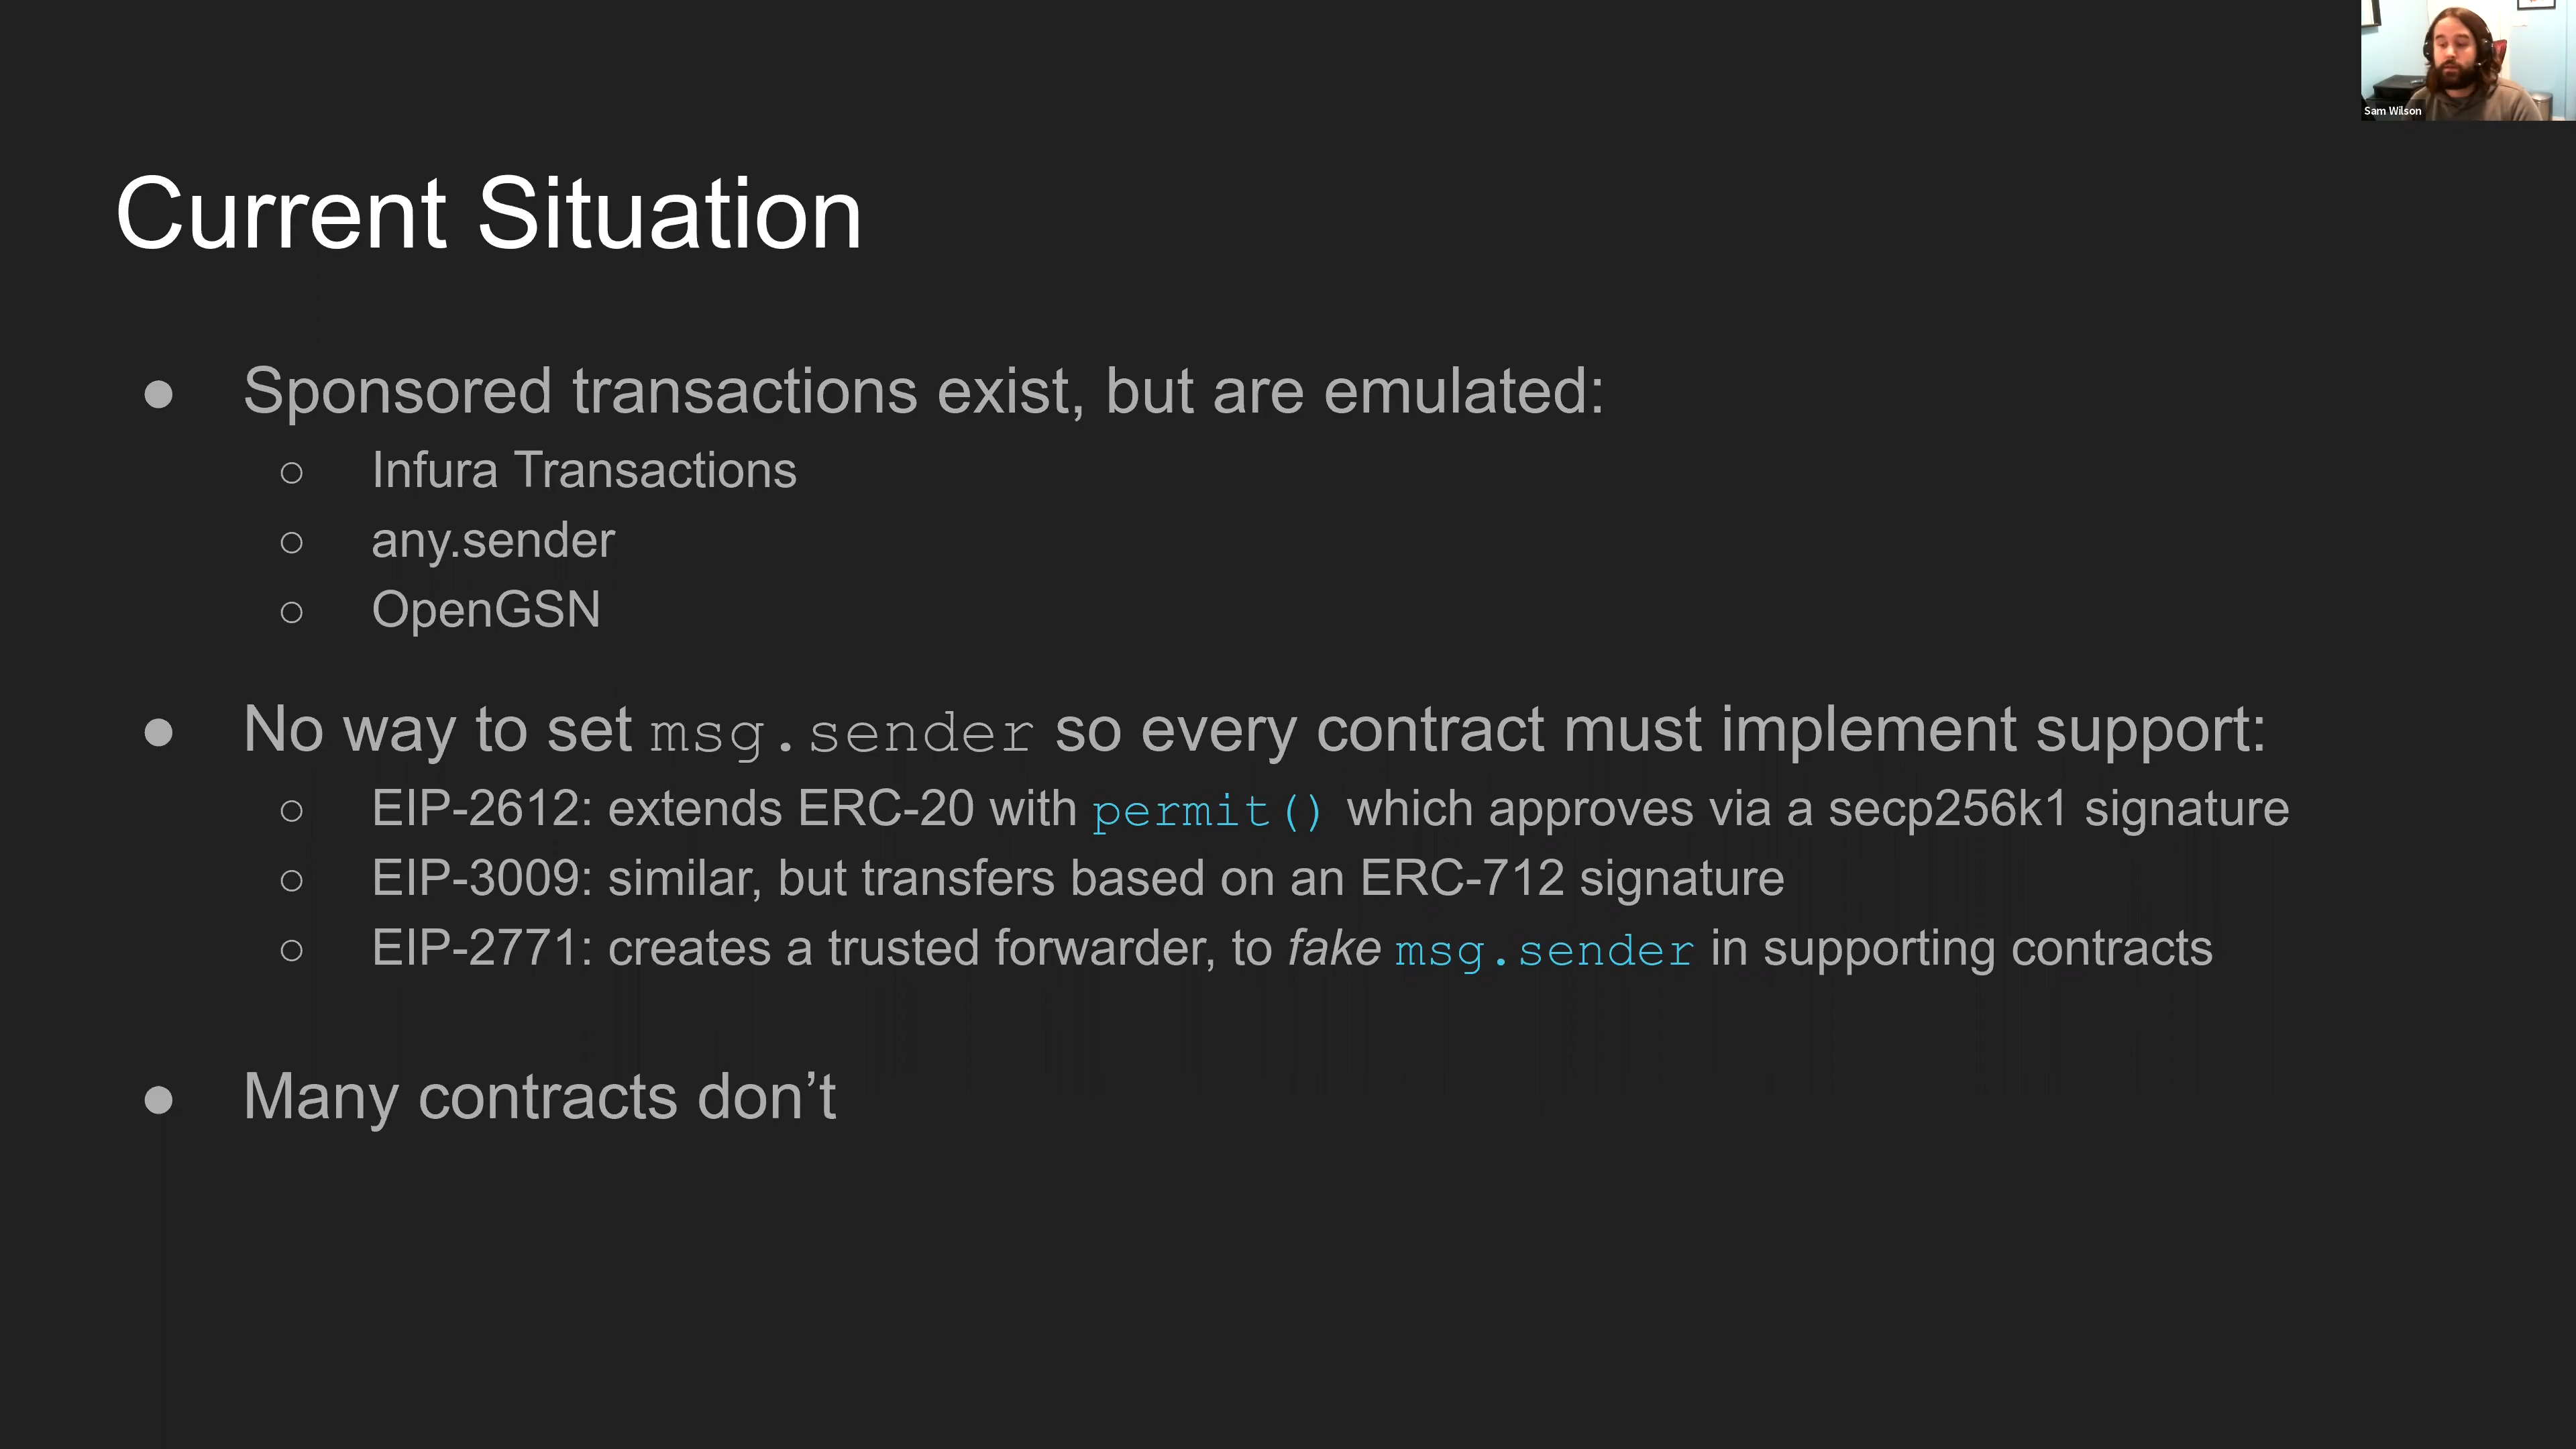 Sam Wilson
Current Situation
● Sponsored transactions exist, but are emulated:
○ Infura Transactions
○ any.sender
○ OpenGSN
● No way to set msg.sender so every contract must implement support:
○ EIP-2612: extends ERC-20 with permit() which approves via a secp256k1 signature
○ EIP-3009: similar, but transfers based on an ERC-712 signature
○ EIP-2771: creates a trusted forwarder, to fake msg.sender in supporting contracts
● Many contracts don’t